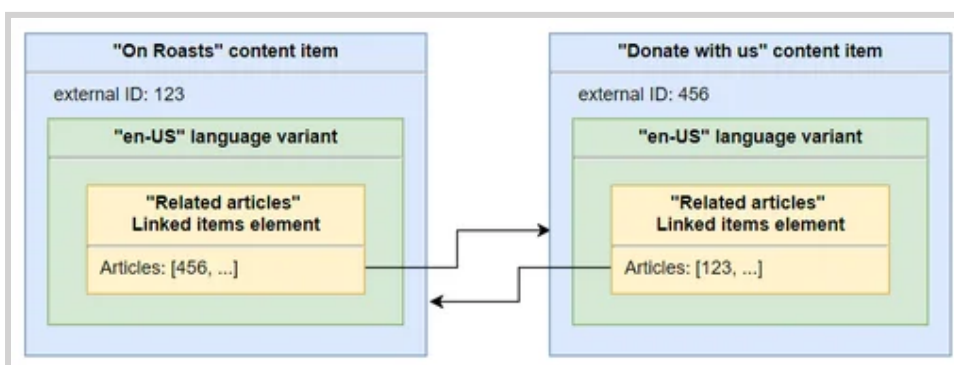 "On Roasts" content item
external ID: 123
"en-US" language variant
"Related articles"
Linked items element
Articles: [456, ...]
"Donate with us" content item
external ID: 456
"en-US" language variant
"Related articles"
Linked items element
Articles: [123, ...]